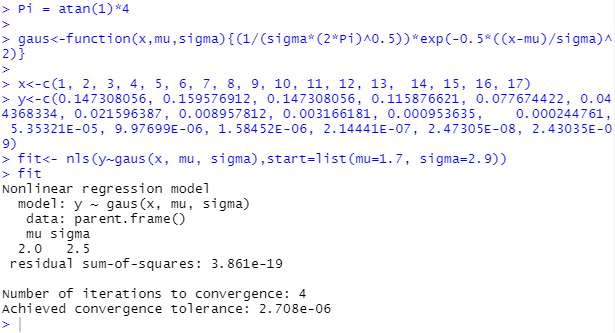 > Pi = atan(1)*4
>
> gaus<-function(x,mu,sigma){(1/(sigma*(2*Pi)^0.5))*exp(-0.5*((x-mu)/sigma)^
2)}
>
> x<-c(1, 2, 3, 4, 5, 6, 7, 8, 9, 10, 11, 12, 13,  14, 15, 16, 17)
> y<-c(0.147308056, 0.159576912, 0.147308056, 0.115876621, 0.077674422, 0.04
4368334, 0.021596387, 0.008957812, 0.003166181, 0.000953635,    0.000244761,
 5.35321E-05, 9.97699E-06, 1.58452E-06, 2.14441E-07, 2.47305E-08, 2.43035E-0
9)
> fit<- nls(y~gaus(x, mu, sigma),start=list(mu=1.7, sigma=2.9))
> fit
Nonlinear regression model
  model: y ~ gaus(x, mu, sigma)
   data: parent.frame()
   mu sigma
  2.0   2.5
 residual sum-of-squares: 3.861e-19

Number of iterations to convergence: 4
Achieved convergence tolerance: 2.708e-06
>